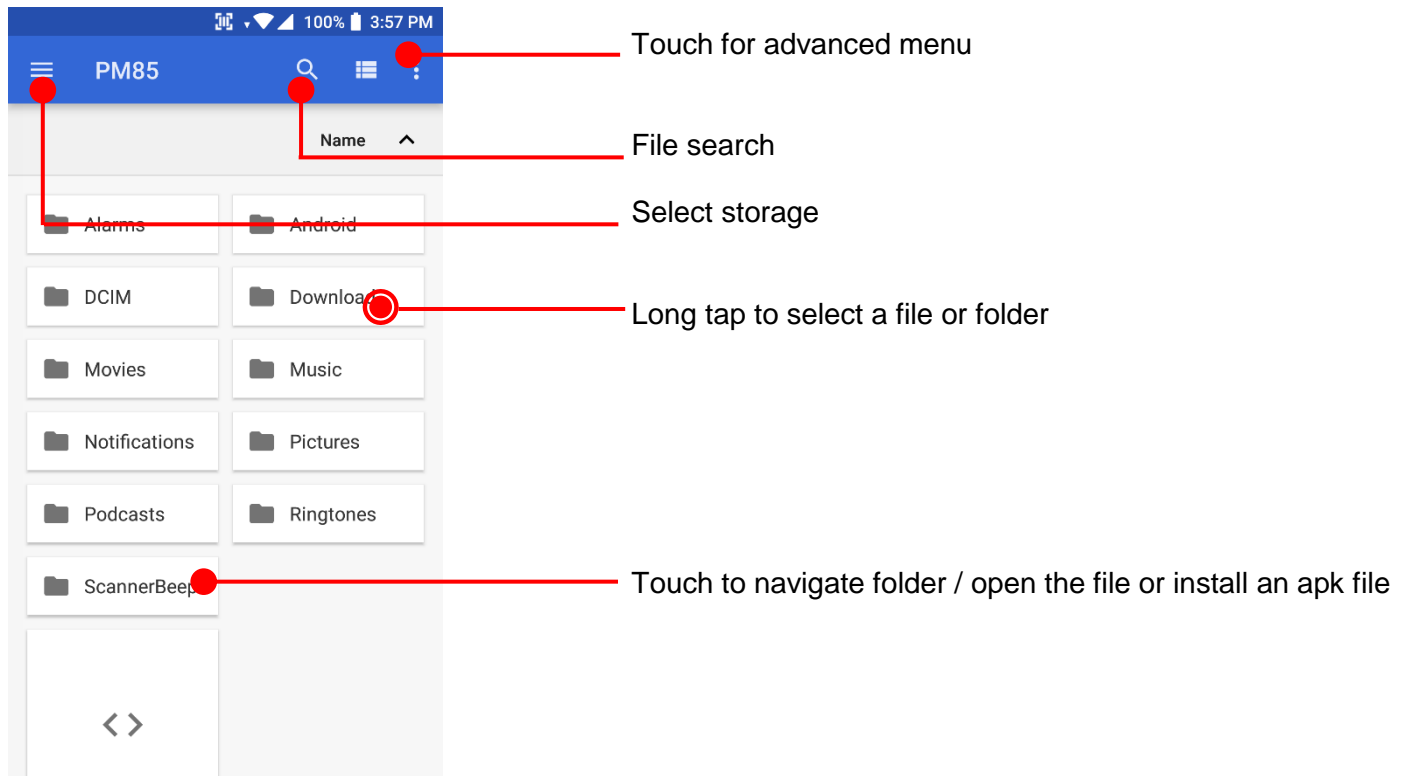 100% 3:57 PM
PM85
Touch for advanced menu
Name
File search
Select storage
Alarms
Android
DCIM
Download
Long tap to select a file or folder
Movies
Music
Notifications
Pictures
Podcasts
Ringtones
ScannerBeep
Touch to navigate folder / open the file or install an apk file